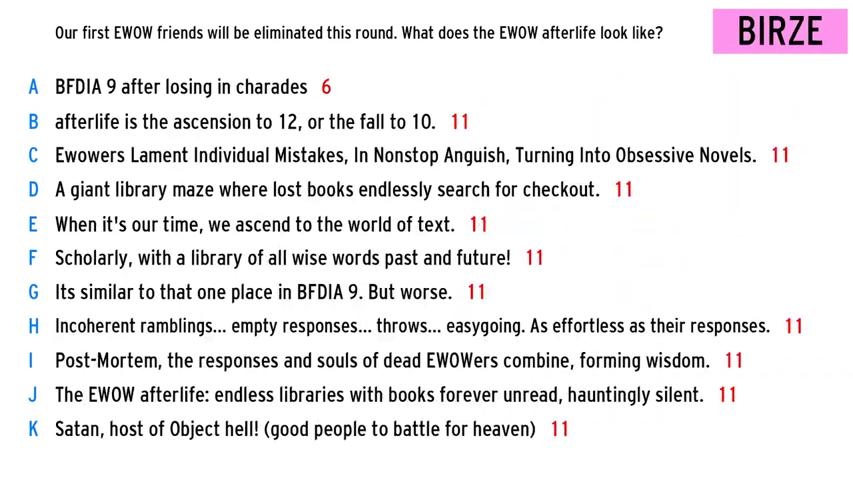 Our first EWOW friends will be eliminated this round. What does the EWOW afterlife look like?
BIRZE
A BFDIA 9 after losing in charades 6
B afterlife is the ascension to 12, or the fall to 10. 11
C Ewowers Lament Individual Mistakes, In Nonstop Anguish, Turning Into Obsessive Novels. 11
D A giant library maze where lost books endlessly search for checkout. 11
E When it's our time, we ascend to the world of text. 11
F Scholarly, with a library of all wise words past and future! 11
G Its similar to that one place in BFDIA 9. But worse. 11
H Incoherent ramblings... empty responses... throws... easygoing. As effortless as their responses. 11
I Post-Mortem, the responses and souls of dead EWOWers combine, forming wisdom. 11
J The EWOW afterlife: endless libraries with books forever unread, hauntingly silent. 11
K Satan, host of Object hell! (good people to battle for heaven) 11